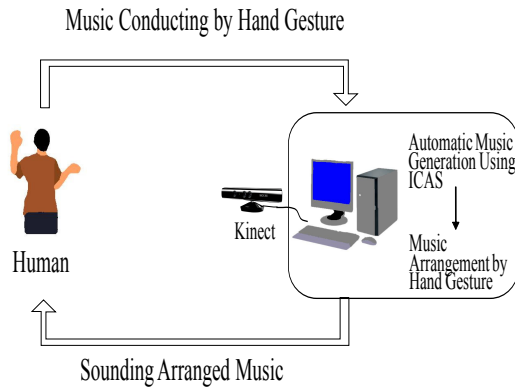 Music Conducting by Hand Gesture
Automatic Music
Generation Using
ICAS
Kinect
Music
Arrangement by
Hand Gesture
Human
Sounding Arranged Music